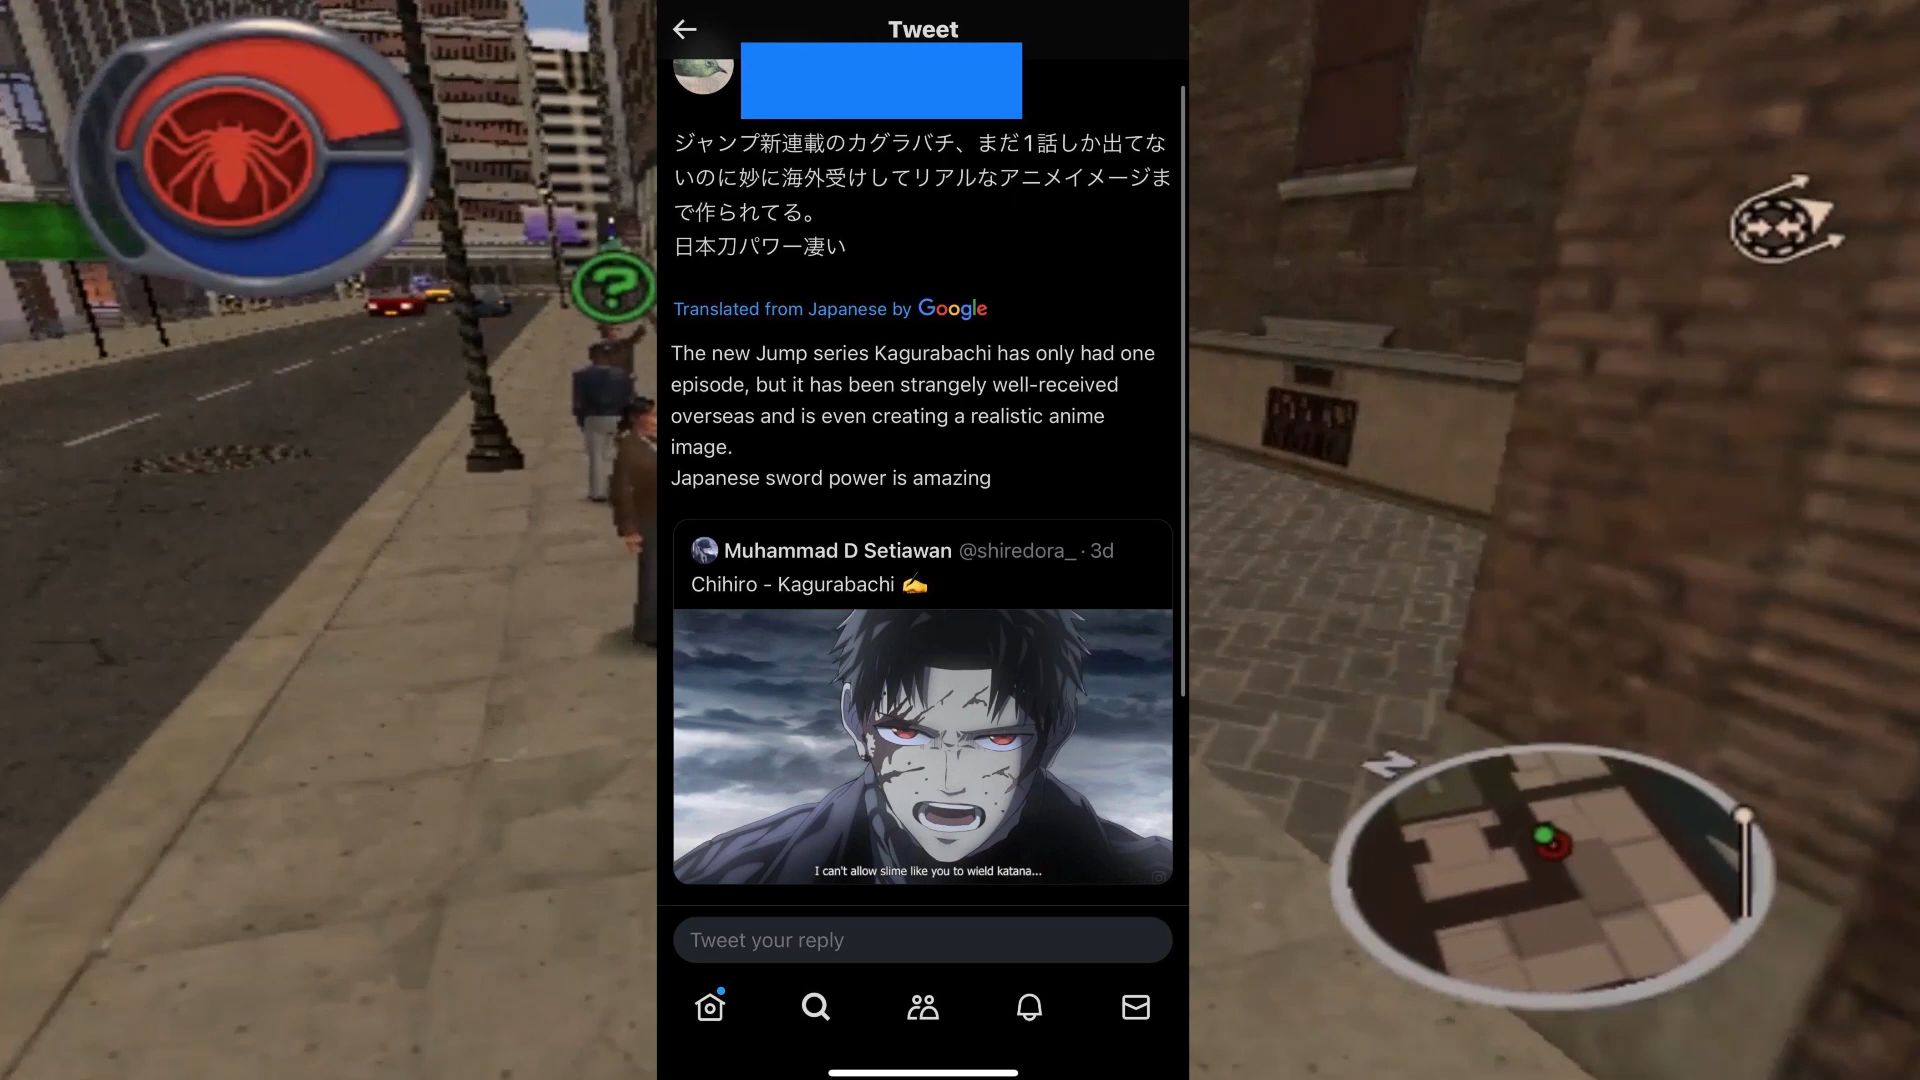 Tweet
ジャンプ新連載のカグラバチ、まだ1話しか出てな
いのに妙に海外受けしてリアルなアニメイメージま
で作られてる。
日本刀パワー凄い
Translated from Japanese by Google
The new Jump series Kagurabachi has only had one
episode, but it has been strangely well-received
overseas and is even creating a realistic anime
image.
Japanese sword power is amazing
Muhammad D Setiawan @shiredora_ · 3d
Chihiro - Kagurabachi ✍️
I can't allow slime like you to wield katana...
Tweet your reply
?
N